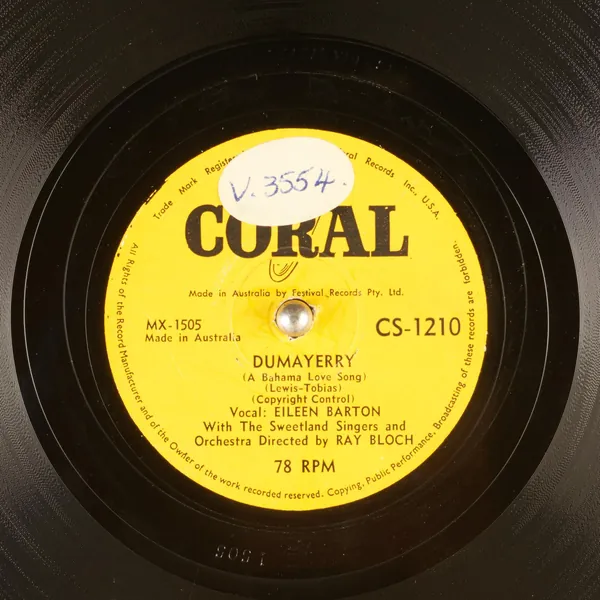 V. 3554.
Trade Mark Register
ral Records Inc., U.S.A.
CORAL
Made in Australia by Festival Records Pty. Ltd.
MX-1505
Made in Australia
CS-1210
DUMAYERRY
(A Bahama Love Song)
(Lewis-Tobias)
(Copyright Control)
Vocal: EILEEN BARTON
With The Sweetland Singers and
Orchestra Directed by RAY BLOCH
78 RPM
All Rights of the Record Manufacturer and of the Owner of the work recorded reserved. Copying, Public Performance, Broadcasting of these records are forbidden.